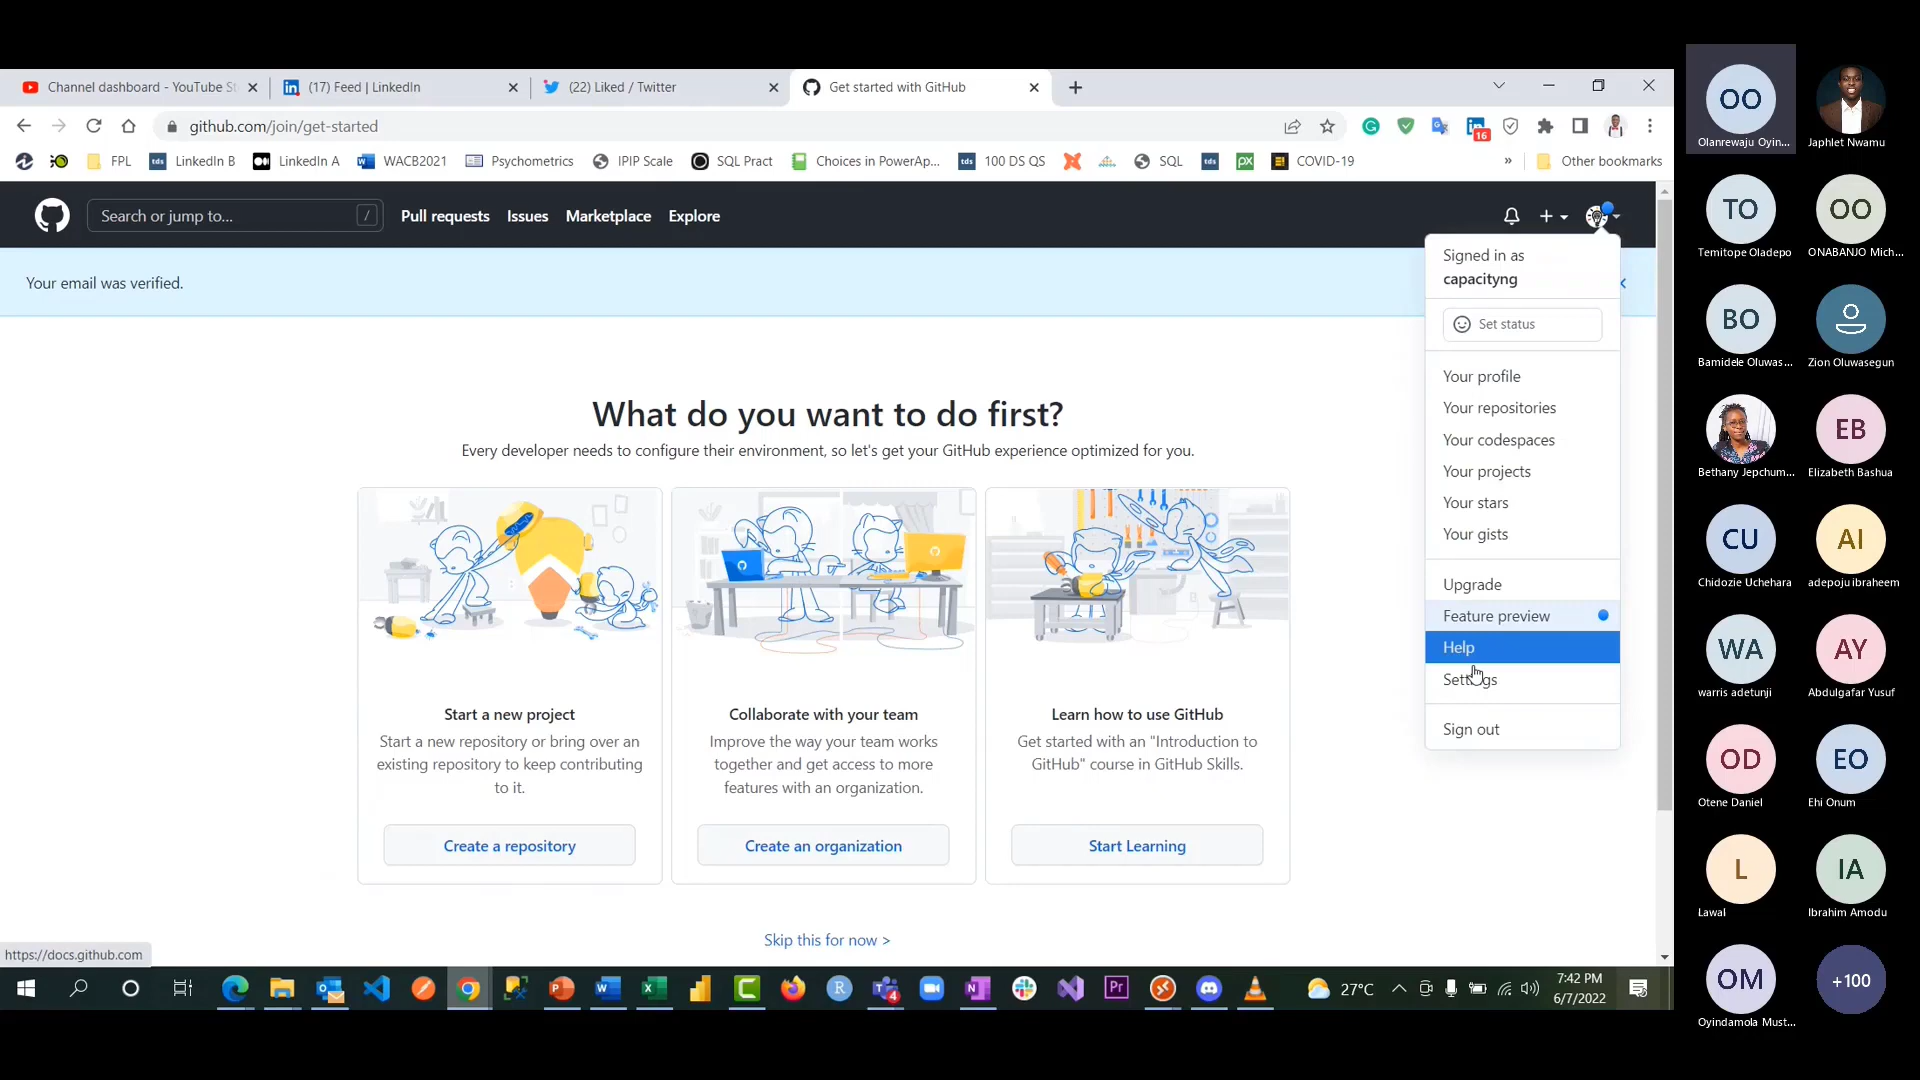 Channel dashboard - YouTube St
(17) Feed | LinkedIn
(22) Liked / Twitter
Get started with GitHub
github.com/join/get-started
16
FPL
tds
LinkedIn B
LinkedIn A
WACB2021
Psychometrics
IPIP Scale
SQL Pract
Choices in PowerAp...
tds
100 DS QS
SQL
tds
px
COVID-19
»
Other bookmarks
Search or jump to...
/
Pull requests
Issues
Marketplace
Explore
Your email was verified.
Signed in as
capacityng
Set status
Your profile
Your repositories
Your codespaces
Your projects
Your stars
Your gists
Upgrade
Feature preview
Help
Settings
Sign out
What do you want to do first?
Every developer needs to configure their environment, so let's get your GitHub experience optimized for you.
Start a new project
Start a new repository or bring over an
existing repository to keep contributing
to it.
Create a repository
Collaborate with your team
Improve the way your team works
together and get access to more
features with an organization.
Create an organization
Learn how to use GitHub
Get started with an "Introduction to
GitHub" course in GitHub Skills.
Start Learning
Skip this for now >
https://docs.github.com
27°C
7:42 PM
6/7/2022
OO
Olanrewaju Oyin...
Japhlet Nwamu
TO
Temitope Oladepo
OO
ONABANJO Mich...
BO
Bamidele Oluwas...
Zion Oluwasegun
Bethany Jepchum...
EB
Elizabeth Bashua
CU
Chidozie Uchehara
AI
adepoju ibraheem
WA
warris adetunji
AY
Abdulgafar Yusuf
OD
Otene Daniel
EO
Ehi Onum
L
Lawal
IA
Ibrahim Amodu
OM
Oyindamola Must...
+100